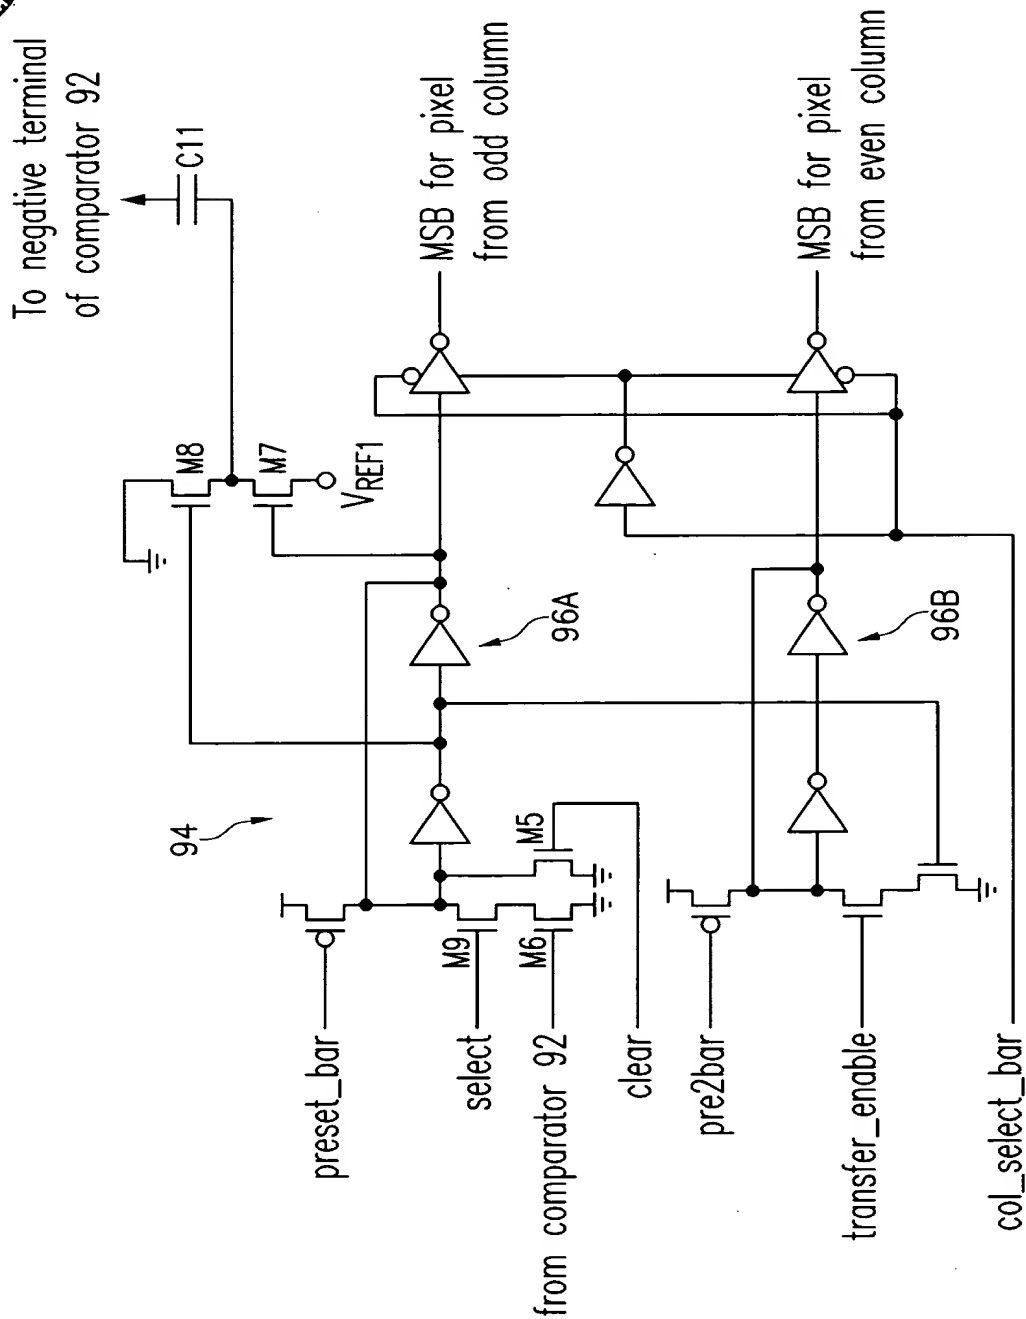 To negative terminal
of comparator 92
C11
M8
M7
VREF1
94
96A
MSB for pixel
from odd column
preset_bar
M9
select
M6
from comparator 92
M5
clear
96B
MSB for pixel
from even column
pre2bar
transfer_enable
col_select_bar